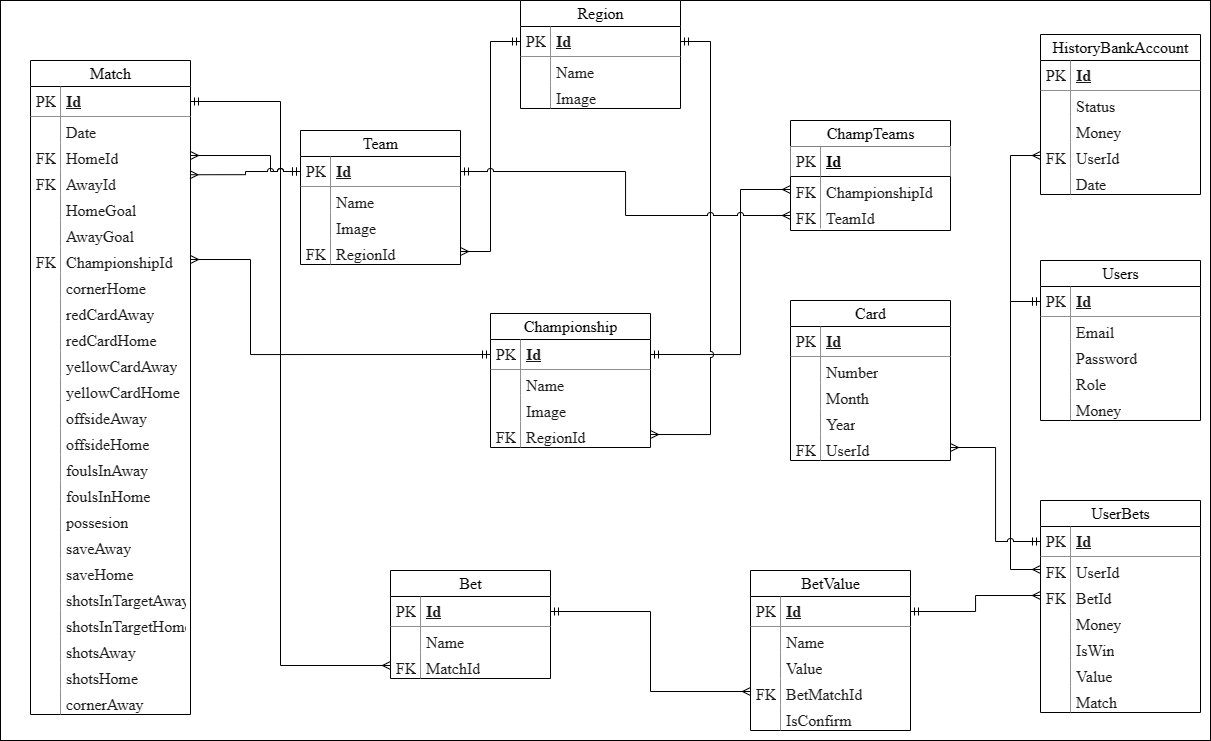 Region
PK Id
Name
Image
Match
PK Id
Date
FK HomeId
FK AwayId
HomeGoal
AwayGoal
FK ChampionshipId
cornerHome
redCardAway
redCardHome
yellowCardAway
yellowCardHome
offsideAway
offsideHome
foulsInAway
foulsInHome
possesion
saveAway
saveHome
shotsInTargetAway
shotsInTargetHom
shotsAway
shotsHome
cornerAway
Team
PK Id
Name
Image
FK RegionId
Championship
PK Id
Name
Image
FK RegionId
ChampTeams
PK Id
FK ChampionshipId
FK TeamId
Card
PK Id
Number
Month
Year
FK UserId
HistoryBankAccount
PK Id
Status
Money
FK UserId
Date
Users
PK Id
Email
Password
Role
Money
Bet
PK Id
Name
FK MatchId
BetValue
PK Id
Name
Value
FK BetMatchId
IsConfirm
UserBets
PK Id
FK UserId
FK BetId
Money
IsWin
Value
Match